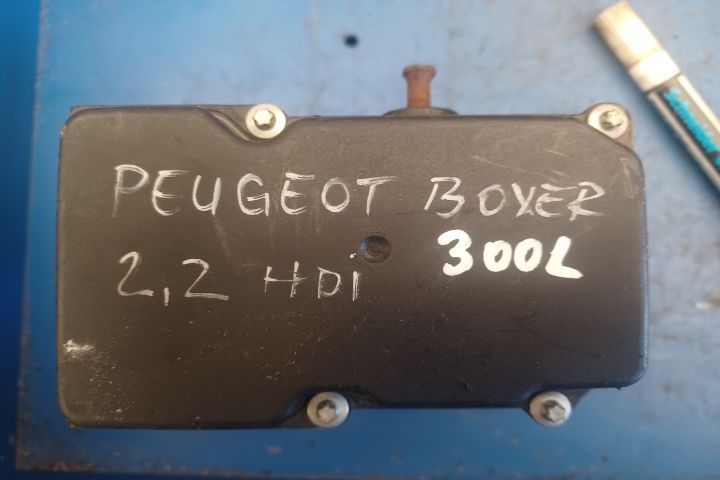 PEUGEOT BOXER
300L
2,2 HDi